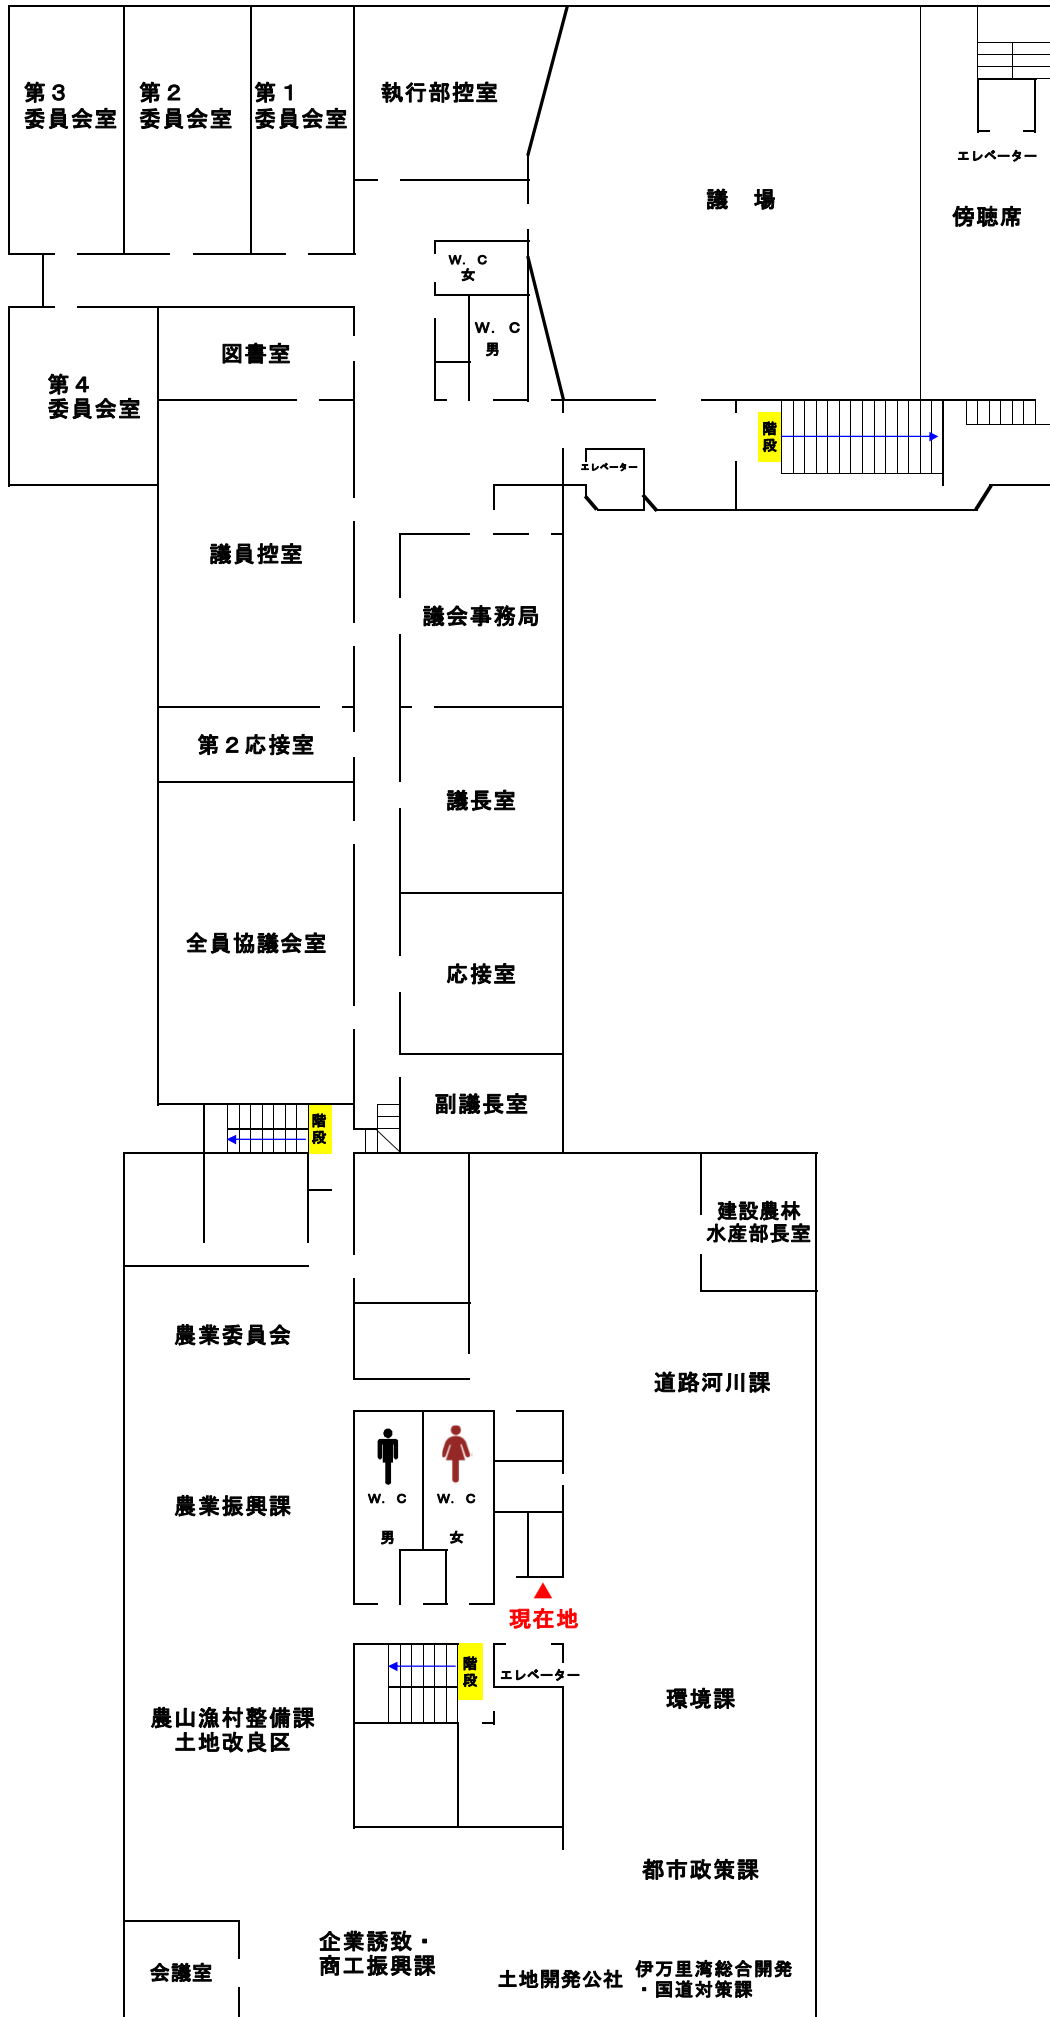 第３
委員会室
第２
委員会室
第１
委員会室
執行部控室
議　場
エレベーター
傍聴席
Ｗ．Ｃ
女
Ｗ．Ｃ
男
図書室
第４
委員会室
階段
エレベーター
議員控室
議会事務局
第２応接室
議長室
全員協議会室
応接室
副議長室
階段
建設農林
水産部長室
農業委員会
道路河川課
農業振興課
Ｗ．Ｃ
男
Ｗ．Ｃ
女
現在地
階段
エレベーター
環境課
農山漁村整備課
土地改良区
都市政策課
企業誘致・
商工振興課
会議室
土地開発公社
伊万里湾総合開発
・国道対策課